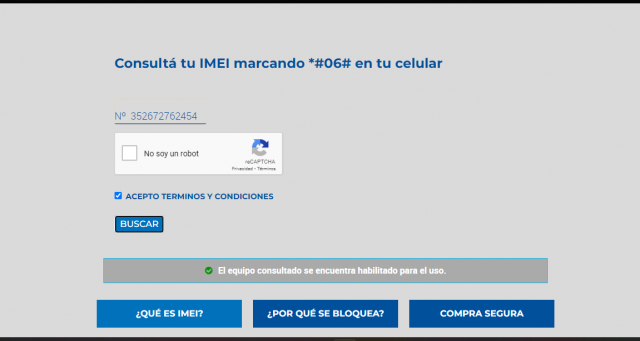 Consultá tu IMEI marcando *#06# en tu celular
Nº 352672762454
No soy un robot
reCAPTCHA
Privacidad - Términos
ACEPTO TERMINOS Y CONDICIONES
BUSCAR
El equipo consultado se encuentra habilitado para el uso.
¿QUÉ ES IMEI?
¿POR QUÉ SE BLOQUEA?
COMPRA SEGURA